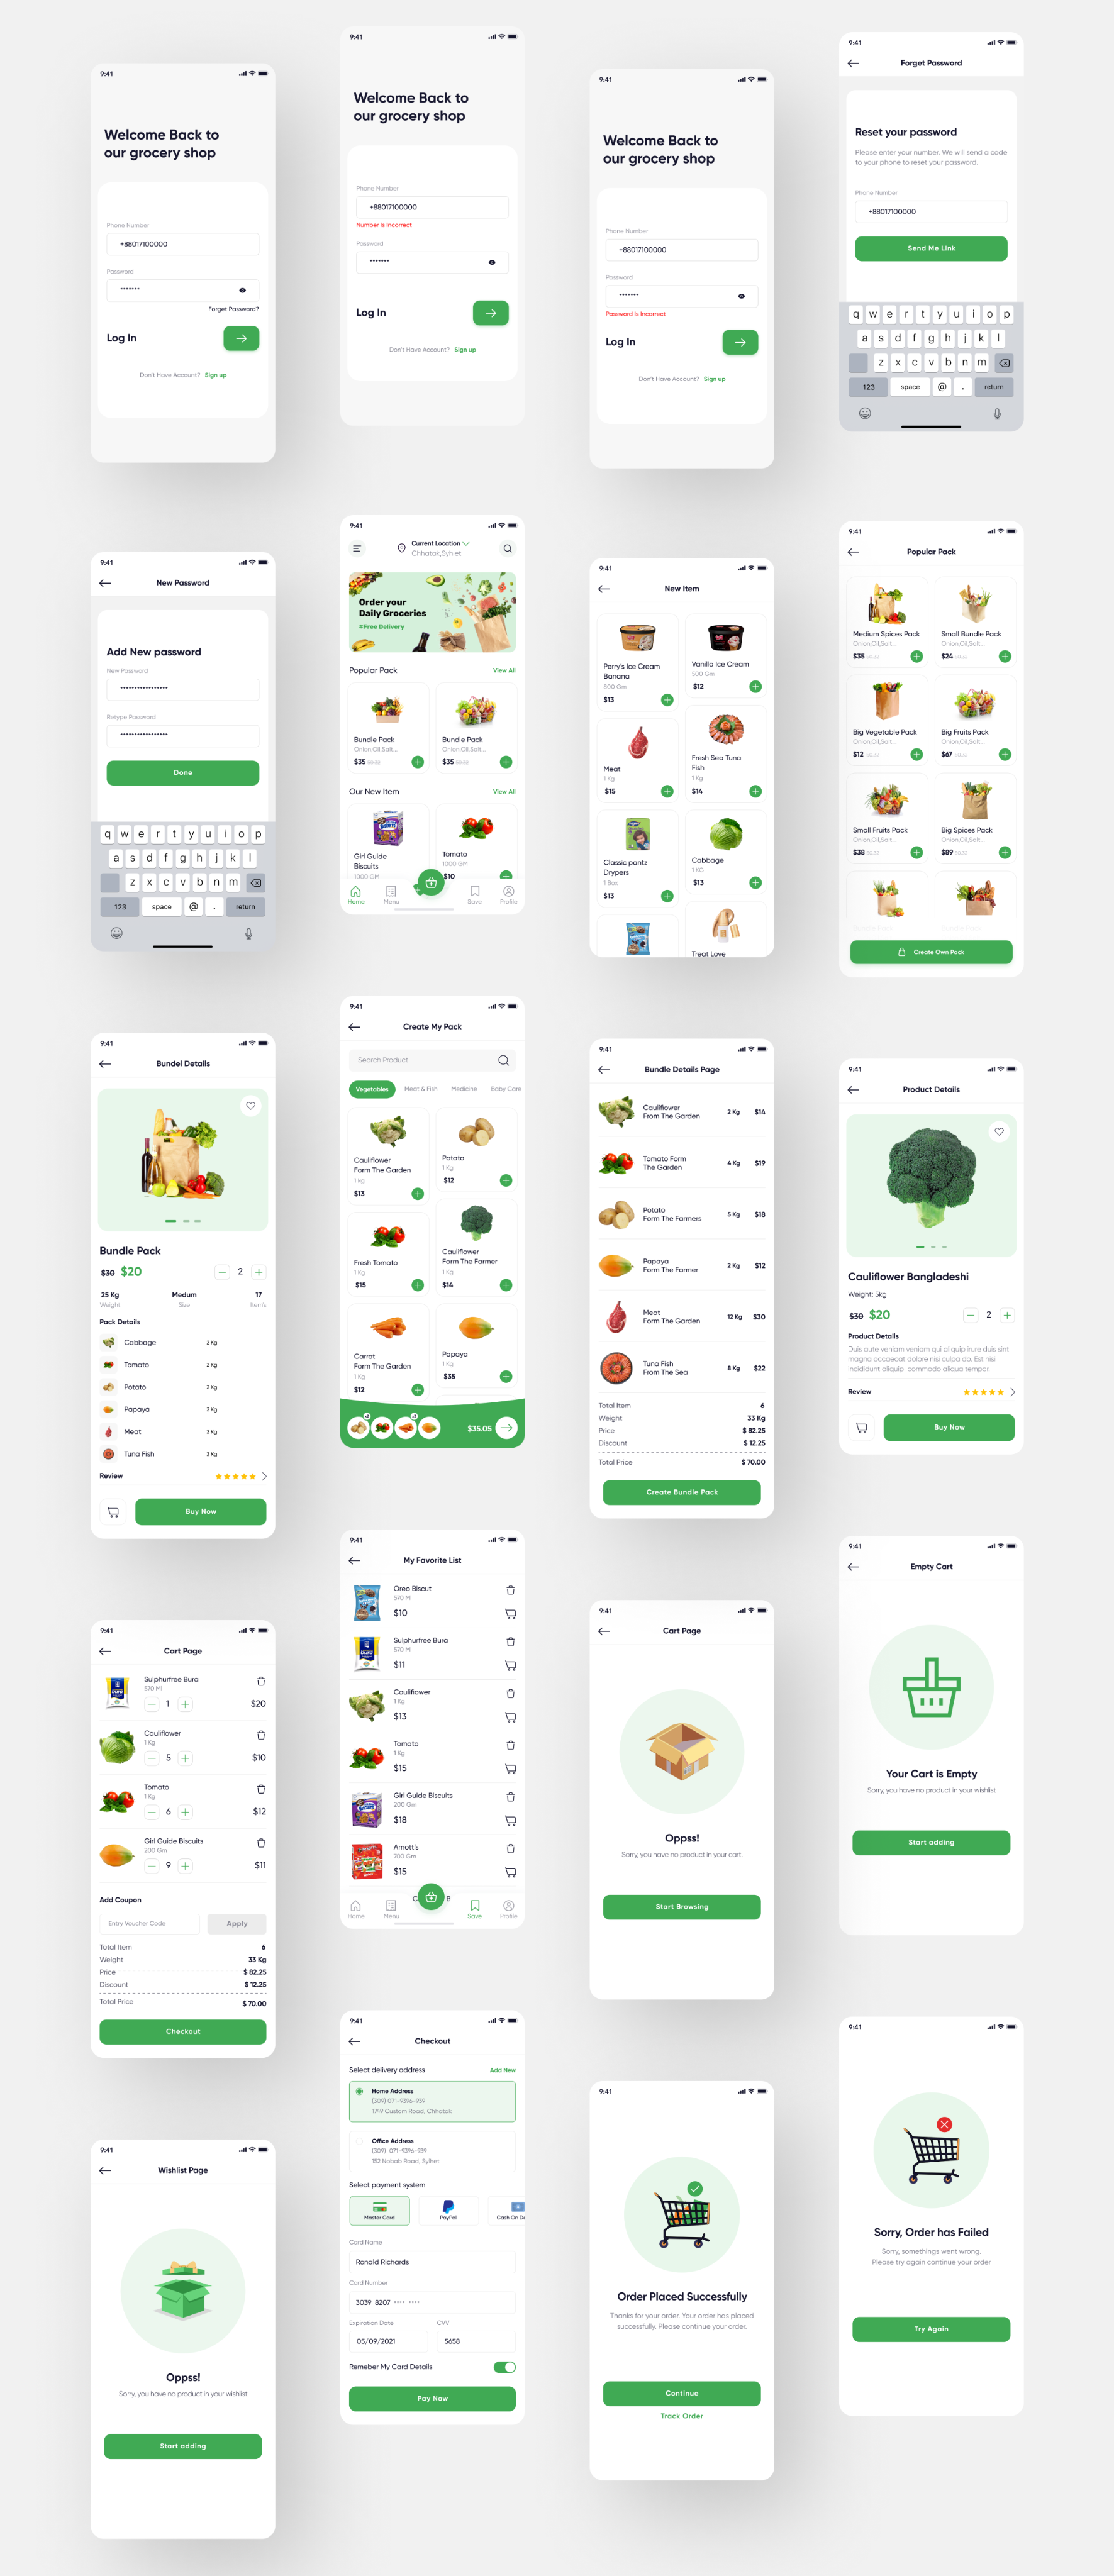 9:41
Welcome Back to
our grocery shop
Phone Number
+88017100000
Password
*******
Forget Password?
Log In
Don't Have Account? Sign up
9:41
Welcome Back to
our grocery shop
Phone Number
+88017100000
Number Is Incorrect
Password
*******
Log In
Don't Have Account? Sign up
9:41
Welcome Back to
our grocery shop
Phone Number
+88017100000
Password
*******
Password Is Incorrect
Log In
Don't Have Account? Sign up
9:41
Forget Password
Reset your password
Please enter your number. We will send a code
to your phone to reset your password.
Phone Number
+88017100000
Send Me Link
q w e r t y u i o p
a s d f g h j k l
z x c v b n m
123 space @ . return
9:41
New Password
Add New password
New Password
*****************
Retype Password
*****************
Done
q w e r t y u i o p
a s d f g h j k l
z x c v b n m
123 space @ . return
9:41
Current Location
Chhatak,Syhlet
Order your
Daily Groceries
#Free Delivery
Popular Pack View All
Bundle Pack
Onion,Oil,Salt...
$35
Bundle Pack
Onion,Oil,Salt...
$35
Our New Item View All
Girl Guide
Biscuits
1000 GM
Tomato
1000 GM
$10
Home Menu Save Profile
9:41
New Item
Perry's Ice Cream
Banana
800 Gm
$13
Vanilla Ice Cream
500 Gm
$12
Meat
1 Kg
$15
Fresh Sea Tuna
Fish
1 Kg
$14
Classic pantz
Drypers
1 Box
$13
Cabbage
1 KG
$13
Treat Love
9:41
Popular Pack
Medium Spices Pack
Onion,Oil,Salt...
$35
Small Bundle Pack
Onion,Oil,Salt...
$24
Big Vegetable Pack
Onion,Oil,Salt...
$12
Big Fruits Pack
Onion,Oil,Salt...
$67
Small Fruits Pack
Onion,Oil,Salt...
$38
Big Spices Pack
Onion,Oil,Salt...
$89
Create Own Pack
9:41
Bundel Details
Bundle Pack
$30 $20
2
25 Kg Medum 17
Weight Size Item's
Pack Details
Cabbage 2 Kg
Tomato 2 Kg
Potato 2 Kg
Papaya 2 Kg
Meat 2 Kg
Tuna Fish 2 Kg
Review
Buy Now
9:41
Create My Pack
Search Product
Vegetables Meat & Fish Medicine Baby Care
Cauliflower
Form The Garden
1 kg
$13
Potato
1 Kg
$12
Fresh Tomato
1 Kg
$15
Cauliflower
Form The Farmer
1 Kg
$14
Carrot
Form The Garden
$12
Papaya
1 Kg
$35
$35.05
9:41
Bundle Details Page
Cauliflower
From The Garden
2 Kg $14
Tomato Form
The Garden
4 Kg $19
Potato
Form The Farmers
5 Kg $18
Papaya
Form The Farmer
2 Kg $12
Meat
Form The Garden
12 Kg $30
Tuna Fish
From The Sea
8 Kg $22
Total Item 6
Weight 33 Kg
Price $ 82.25
Discount $ 12.25
Total Price $ 70.00
Create Bundle Pack
9:41
Product Details
Cauliflower Bangladeshi
Weight: 5kg
$30 $20
2
Product Details
Duis aute veniam veniam qui aliquip irure duis sint
magna occaecat dolore nisi culpa do. Est nisi
incididunt aliquip commodo aliqua tempor.
Review
Buy Now
9:41
Cart Page
Sulphurfree Bura
570 Ml
1 $20
Cauliflower
1 Kg
5 $10
Tomato
1 Kg
6 $12
Girl Guide Biscuits
200 Gm
9 $11
Add Coupon
Entry Voucher Code Apply
Total Item 6
Weight 33 Kg
Price $ 82.25
Discount $ 12.25
Total Price $ 70.00
Checkout
9:41
My Favorite List
Oreo Biscut
570 Ml
$10
Sulphurfree Bura
570 Ml
$11
Cauliflower
1 Kg
$13
Tomato
1 Kg
$15
Girl Guide Biscuits
200 Gm
$18
Arnott's
700 Gm
$15
Home Menu Save Profile
9:41
Cart Page
Oppss!
Sorry, you have no product in your cart.
Start Browsing
9:41
Empty Cart
Your Cart is Empty
Sorry, you have no product in your wishlist
Start adding
9:41
Wishlist Page
Oppss!
Sorry, you have no product in your wishlist
Start adding
9:41
Checkout
Select delivery address Add New
Home Address
(309) 071-9396-939
1749 Custom Road, Chhatak
Office Address
(309) 071-9396-939
152 Nobab Road, Sylhet
Select payment system
Master Card PayPal Cash On De
Card Name
Ronald Richards
Card Number
3039 8207 **** ****
Expiration Date CVV
05/09/2021 5658
Remeber My Card Details
Pay Now
9:41
Order Placed Successfully
Thanks for your order. Your order has placed
successfully. Please continue your order.
Continue
Track Order
9:41
Sorry, Order has Failed
Sorry, somethings went wrong.
Please try again continue your order
Try Again